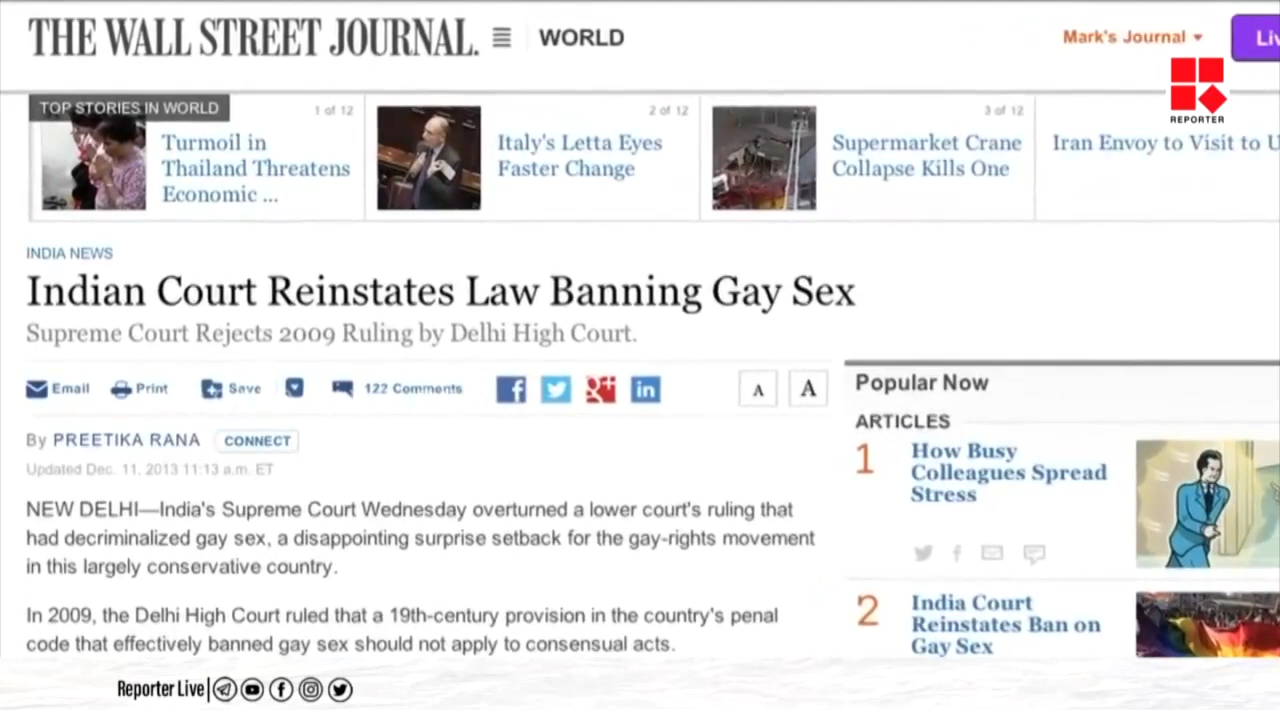 THE WALL STREET JOURNAL.
WORLD
Mark's Journal
REPORTER
TOP STORIES IN WORLD
1 of 12
Turmoil in
Thailand Threatens
Economic ...
2 of 12
Italy's Letta Eyes
Faster Change
3 of 12
Supermarket Crane
Collapse Kills One
Iran Envoy to Visit to
INDIA NEWS
Indian Court Reinstates Law Banning Gay Sex
Supreme Court Rejects 2009 Ruling by Delhi High Court.
Email Print Save 122 Comments
A A
By PREETIKA RANA CONNECT
Updated Dec. 11, 2013 11:13 a.m. ET
NEW DELHI—India's Supreme Court Wednesday overturned a lower court's ruling that
had decriminalized gay sex, a disappointing surprise setback for the gay-rights movement
in this largely conservative country.
In 2009, the Delhi High Court ruled that a 19th-century provision in the country's penal
code that effectively banned gay sex should not apply to consensual acts.
Popular Now
ARTICLES
1
How Busy
Colleagues Spread
Stress
2
India Court
Reinstates Ban on
Gay Sex
Reporter Live